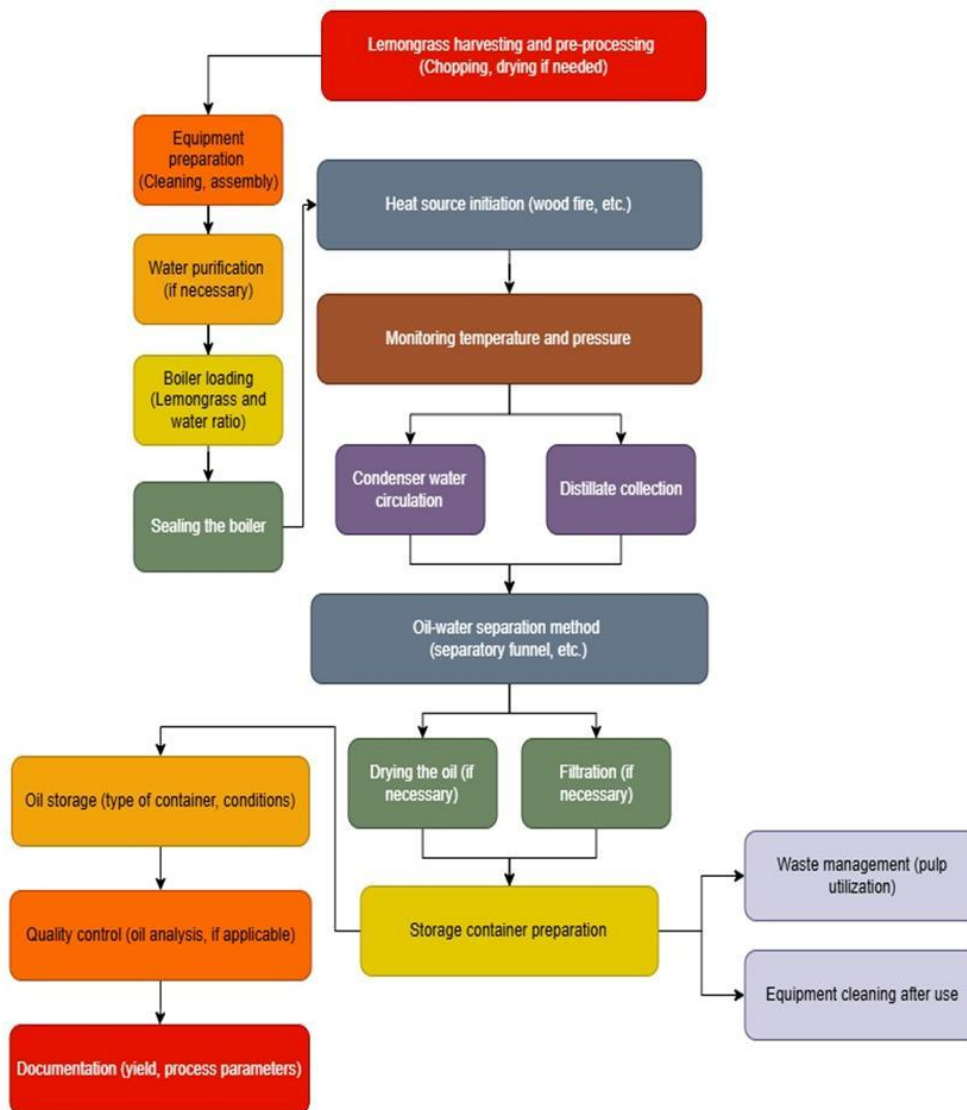 Lemongrass harvesting and pre-processing
(Chopping, drying if needed)
Equipment
preparation
(Cleaning, assembly)
Heat source initiation (wood fire, etc.)
Water purification
(if necessary)
Monitoring temperature and pressure
Boiler loading
(Lemongrass and
water ratio)
Condenser water
circulation
Distillate collection
Sealing the boiler
Oil-water separation method
(separatory funnel, etc.)
Drying the oil (if
necessary)
Filtration (if
necessary)
Oil storage (type of container, conditions)
Waste management (pulp
utilization)
Quality control (oil analysis, if applicable)
Storage container preparation
Equipment cleaning after use
Documentation (yield, process parameters)